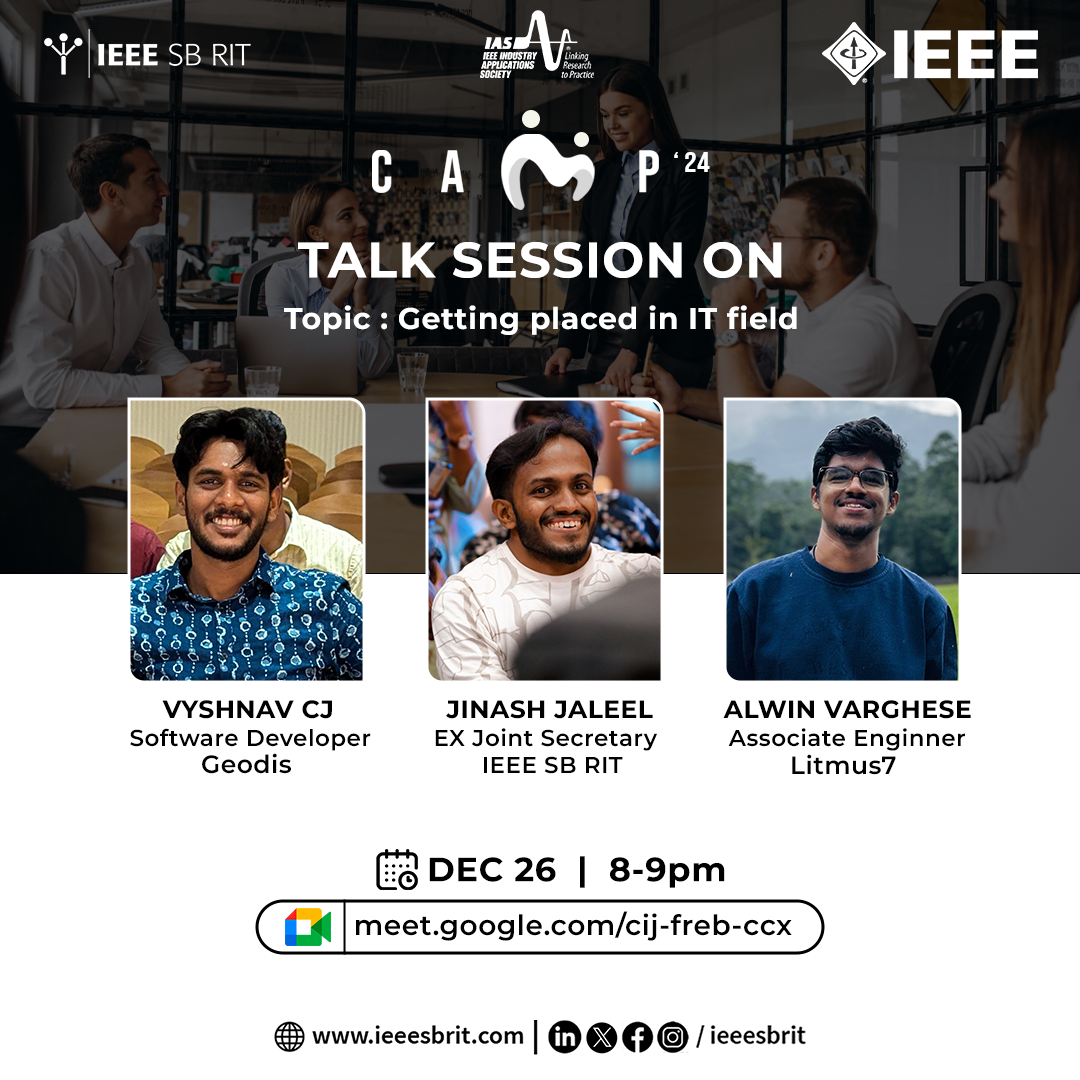 IEEE SB RIT
IAS
IEEE INDUSTRY
APPLICATIONS
SOCIETY
Linking
Research
to Practice
®
IEEE
®
CAMP '24
TALK SESSION ON
Topic : Getting placed in IT field
VYSHNAV CJ
Software Developer
Geodis
JINASH JALEEL
EX Joint Secretary
IEEE SB RIT
ALWIN VARGHESE
Associate Enginner
Litmus7
DEC 26 | 8-9pm
meet.google.com/cij-freb-ccx
www.ieeesbrit.com | in X f / ieeesbrit